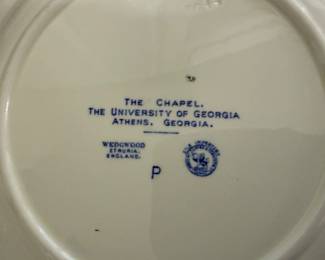 THE CHAPEL.
THE UNIVERSITY OF GEORGIA
ATHENS, GEORGIA.
WEDGWOOD
ETRURIA,
ENGLAND.
P